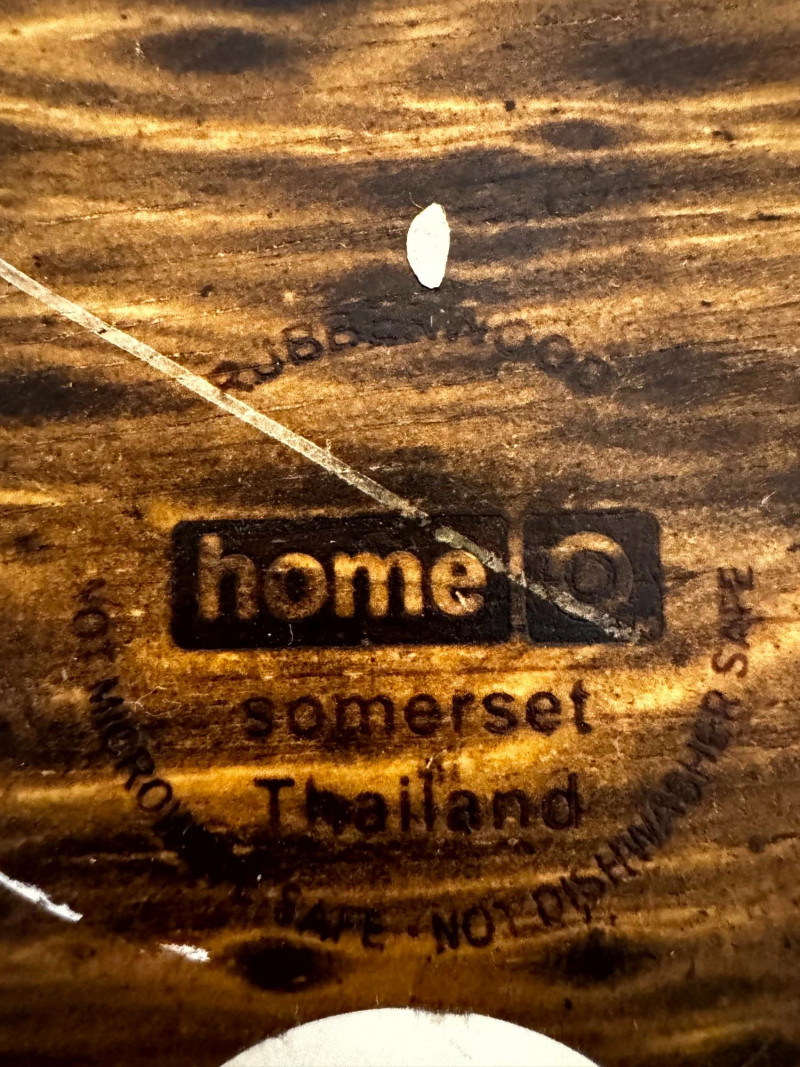 RUBBERWOOD
home
somerset
Thailand
NOT MICROWAVE SAFE · NOT DISHWASHER SAFE